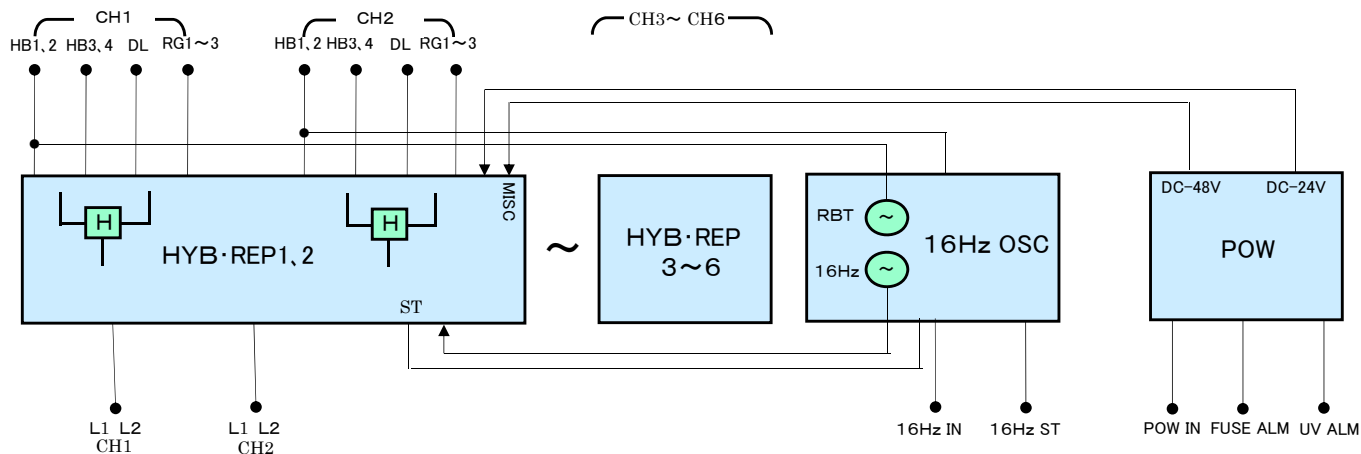 CH1
CH2
CH3～ CH6
HB1、2 HB3、4 DL RG1～3
HB1、2 HB3、4 DL RG1～3
MISC
DC-48V DC-24V
H
H
RBT ～
HYB･REP1、2
～
HYB･REP
3～6
16Hz OSC
POW
16Hz ～
ST
L1 L2
CH1
L1 L2
CH2
16Hz IN 16Hz ST
POW IN FUSE ALM UV ALM